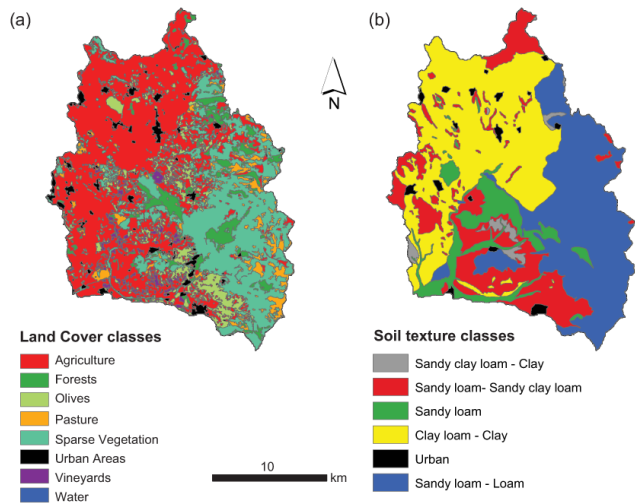 (a)
(b)
N
Land Cover classes
Agriculture
Forests
Olives
Pasture
Sparse Vegetation
Urban Areas
Vineyards
Water
10
km
Soil texture classes
Sandy clay loam - Clay
Sandy loam- Sandy clay loam
Sandy loam
Clay loam - Clay
Urban
Sandy loam - Loam